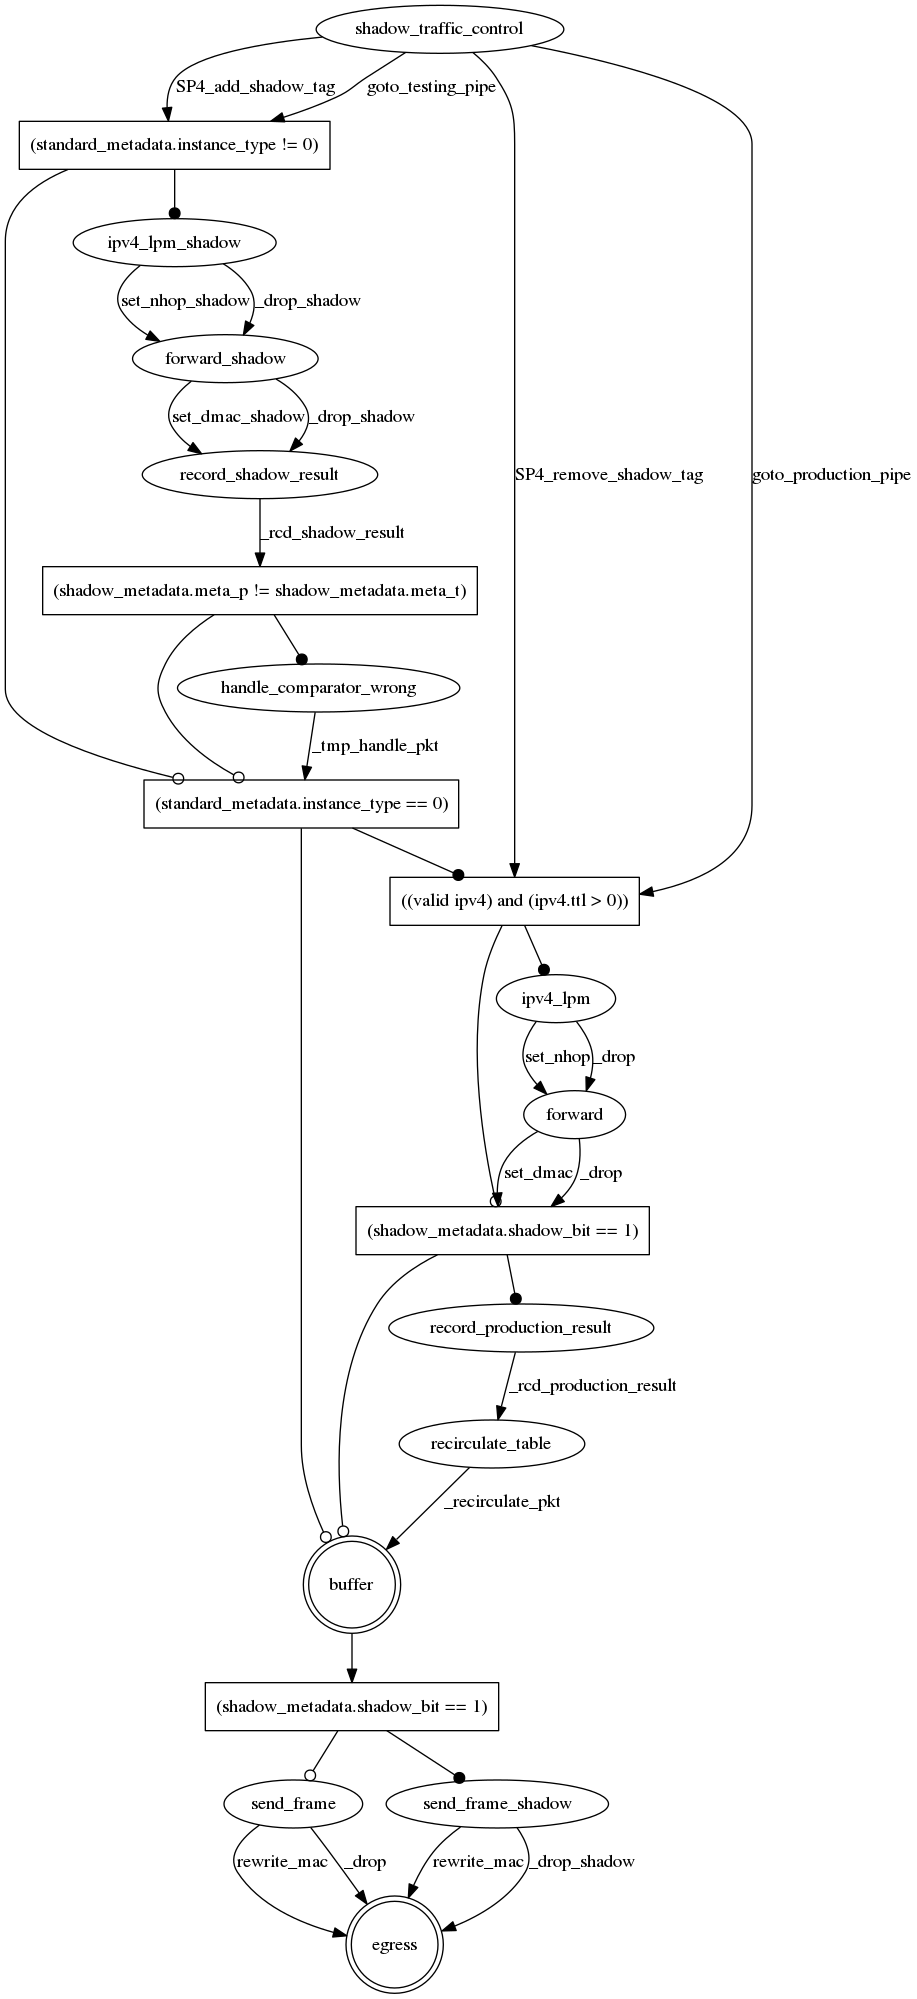 shadow_traffic_control
SP4_add_shadow_tag
goto_testing_pipe
(standard_metadata.instance_type != 0)
ipv4_lpm_shadow
set_nhop_shadow
_drop_shadow
forward_shadow
set_dmac_shadow
_drop_shadow
record_shadow_result
SP4_remove_shadow_tag
goto_production_pipe
_rcd_shadow_result
(shadow_metadata.meta_p != shadow_metadata.meta_t)
handle_comparator_wrong
_tmp_handle_pkt
(standard_metadata.instance_type == 0)
((valid ipv4) and (ipv4.ttl > 0))
ipv4_lpm
set_nhop
_drop
forward
set_dmac
_drop
(shadow_metadata.shadow_bit == 1)
record_production_result
_rcd_production_result
recirculate_table
_recirculate_pkt
buffer
(shadow_metadata.shadow_bit == 1)
send_frame
send_frame_shadow
rewrite_mac
_drop
rewrite_mac
_drop_shadow
egress